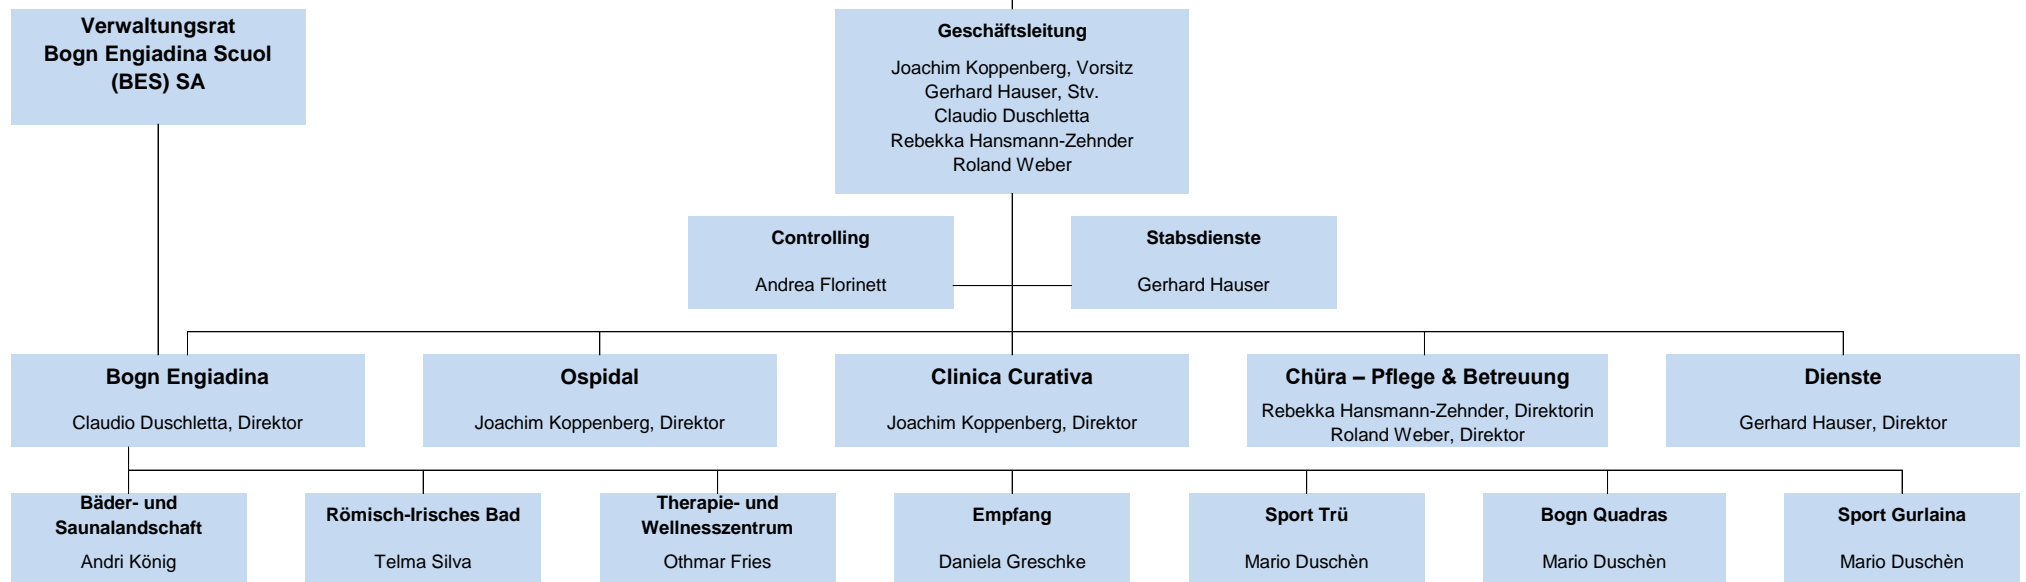 Verwaltungsrat
Bogn Engiadina Scuol
(BES) SA
Geschäftsleitung
Joachim Koppenberg, Vorsitz
Gerhard Hauser, Stv.
Claudio Duschletta
Rebekka Hansmann-Zehnder
Roland Weber
Controlling
Andrea Florinett
Stabsdienste
Gerhard Hauser
Bogn Engiadina
Claudio Duschletta, Direktor
Ospidal
Joachim Koppenberg, Direktor
Clinica Curativa
Joachim Koppenberg, Direktor
Chüra – Pflege & Betreuung
Rebekka Hansmann-Zehnder, Direktorin
Roland Weber, Direktor
Dienste
Gerhard Hauser, Direktor
Bäder- und
Saunalandschaft
Andri König
Römisch-Irisches Bad
Telma Silva
Therapie- und
Wellnesszentrum
Othmar Fries
Empfang
Daniela Greschke
Sport Trü
Mario Duschèn
Bogn Quadras
Mario Duschèn
Sport Gurlaina
Mario Duschèn